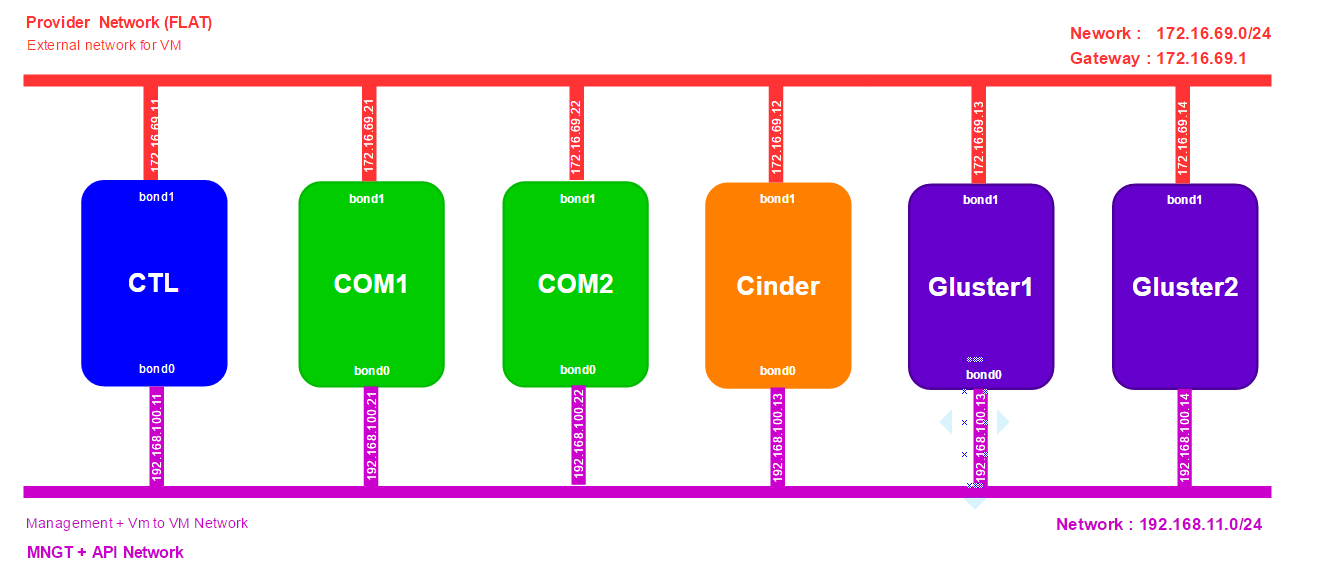 Provider Network (FLAT)
External network for VM
Nework : 172.16.69.0/24
Gateway : 172.16.69.1
172.16.69.11
172.16.69.21
172.16.69.22
172.16.69.12
172.16.69.13
172.16.69.14
bond1
bond1
bond1
bond1
bond1
bond1
CTL
COM1
COM2
Cinder
Gluster1
Gluster2
bond0
bond0
bond0
bond0
bond0
192.168.100.11
192.168.100.21
192.168.100.22
192.168.100.13
192.168.100.13
192.168.100.14
Management + Vm to VM Network
MNGT + API Network
Network : 192.168.11.0/24